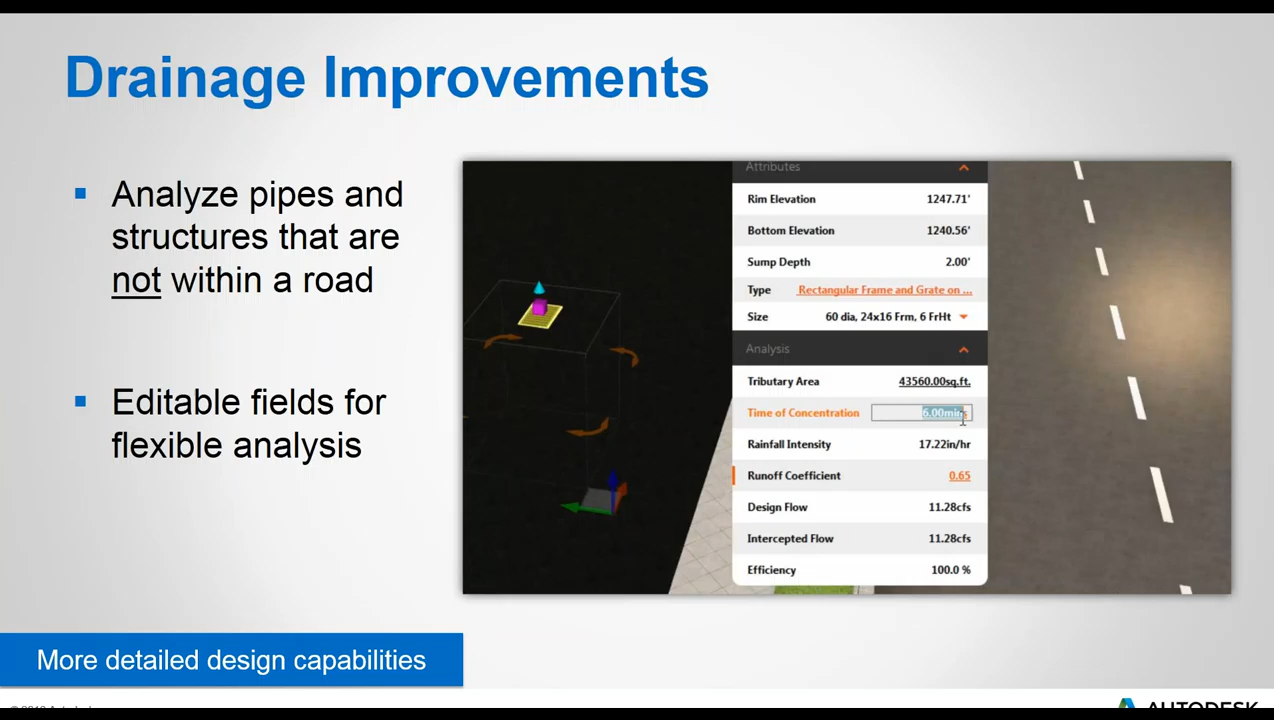 Drainage Improvements
Analyze pipes and
structures that are
not within a road
Editable fields for
flexible analysis
Attributes
Rim Elevation 1247.71'
Bottom Elevation 1240.56'
Sump Depth 2.00'
Type Rectangular Frame and Grate on ...
Size 60 dia, 24x16 Frm, 6 FrHt
Analysis
Tributary Area 43560.00sq.ft.
Time of Concentration 6.00min
Rainfall Intensity 17.22in/hr
Runoff Coefficient 0.65
Design Flow 11.28cfs
Intercepted Flow 11.28cfs
Efficiency 100.0 %
More detailed design capabilities
AUTODESK